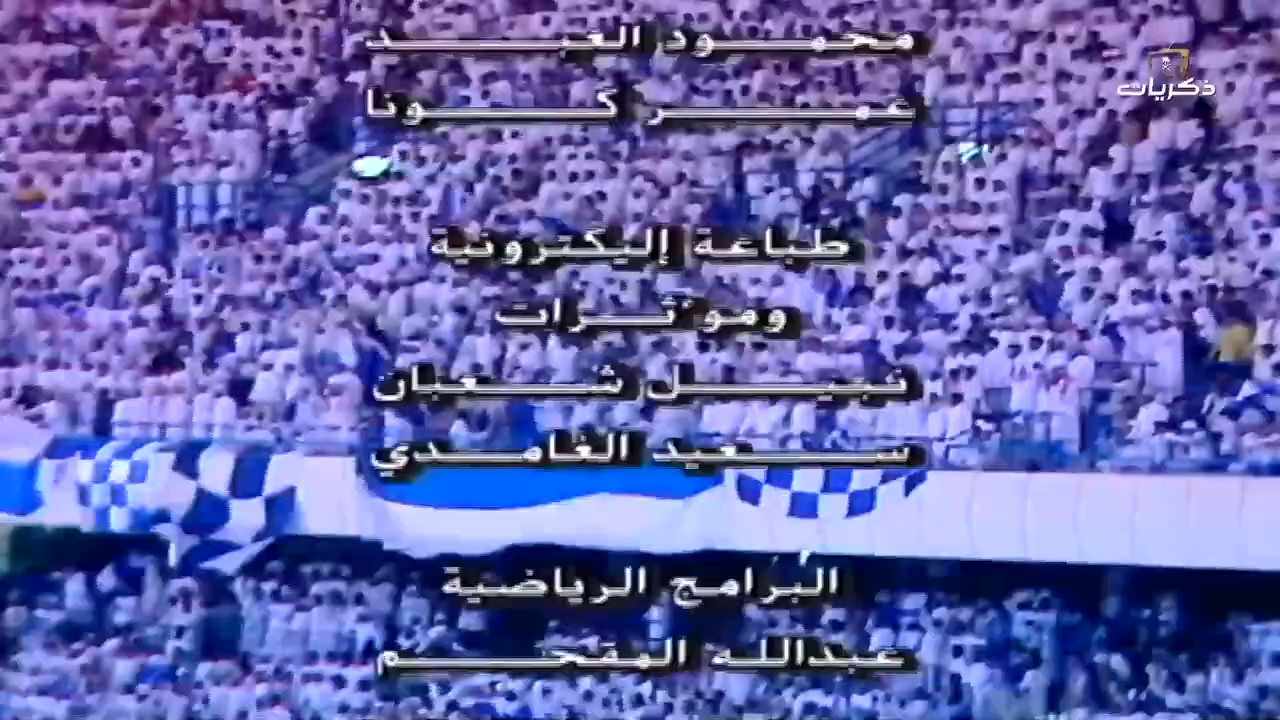 محمود العبد
عمر كونا
ذكريات
طباعة إليكترونية
ومؤثرات
نبيل شعبان
سعيد الغامدي
البرامج الرياضية
عبدالله المقحم